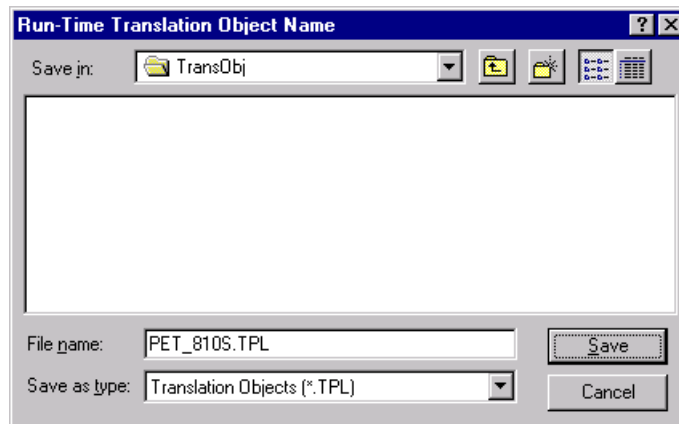 Run-Time Translation Object Name
Save in: TransObj
File name: PET_810S.TPL Save
Save as type: Translation Objects (*.TPL) Cancel